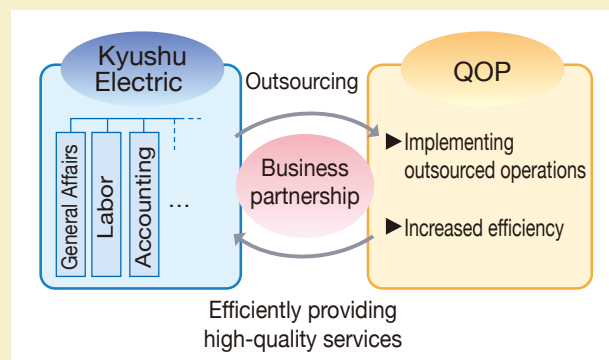 Kyushu
Electric
Outsourcing
QOP
General Affairs
Labor
Accounting
…
Business
partnership
▶Implementing
outsourced operations
▶Increased efficiency
Efficiently providing
high-quality services